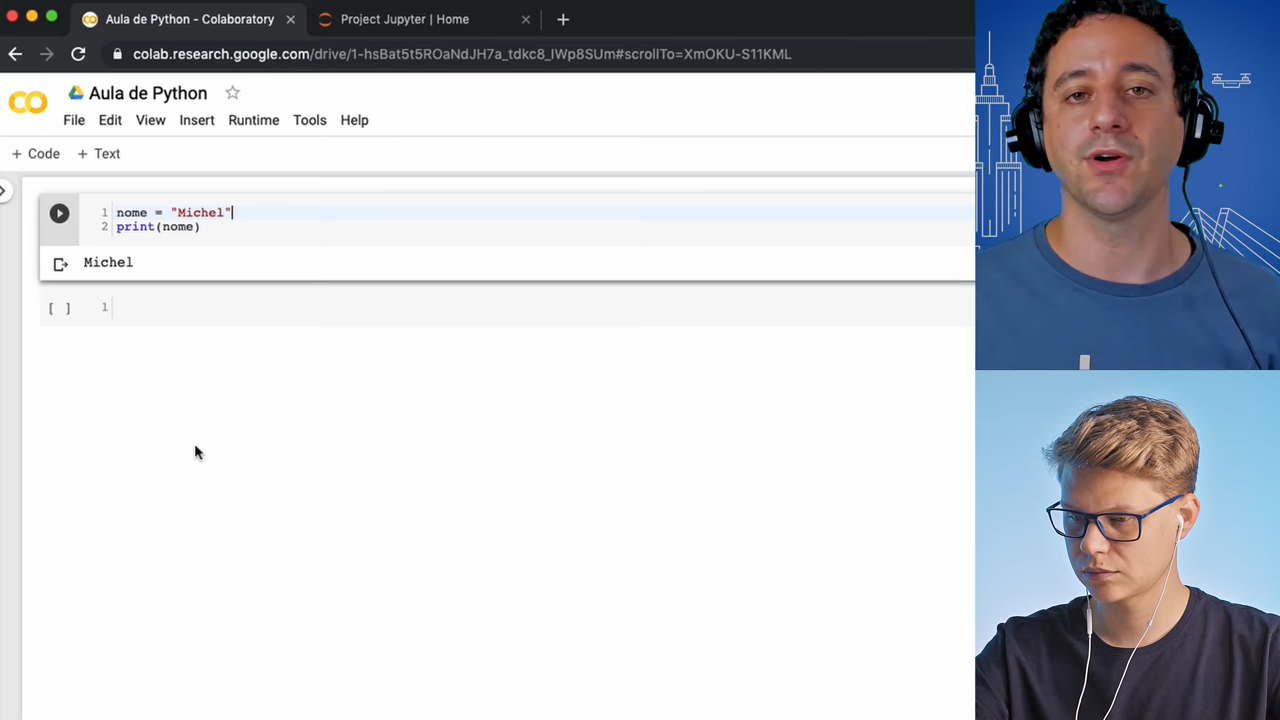 Aula de Python - Colaboratory
Project Jupyter | Home
colab.research.google.com/drive/1-hsBat5t5ROaNdJH7a_tdkc8_IWp8SUm#scrollTo=XmOKU-S11KML
CO
Aula de Python
File Edit View Insert Runtime Tools Help
+ Code + Text
1 nome = "Michel"
2 print(nome)
Michel
[ ] 1